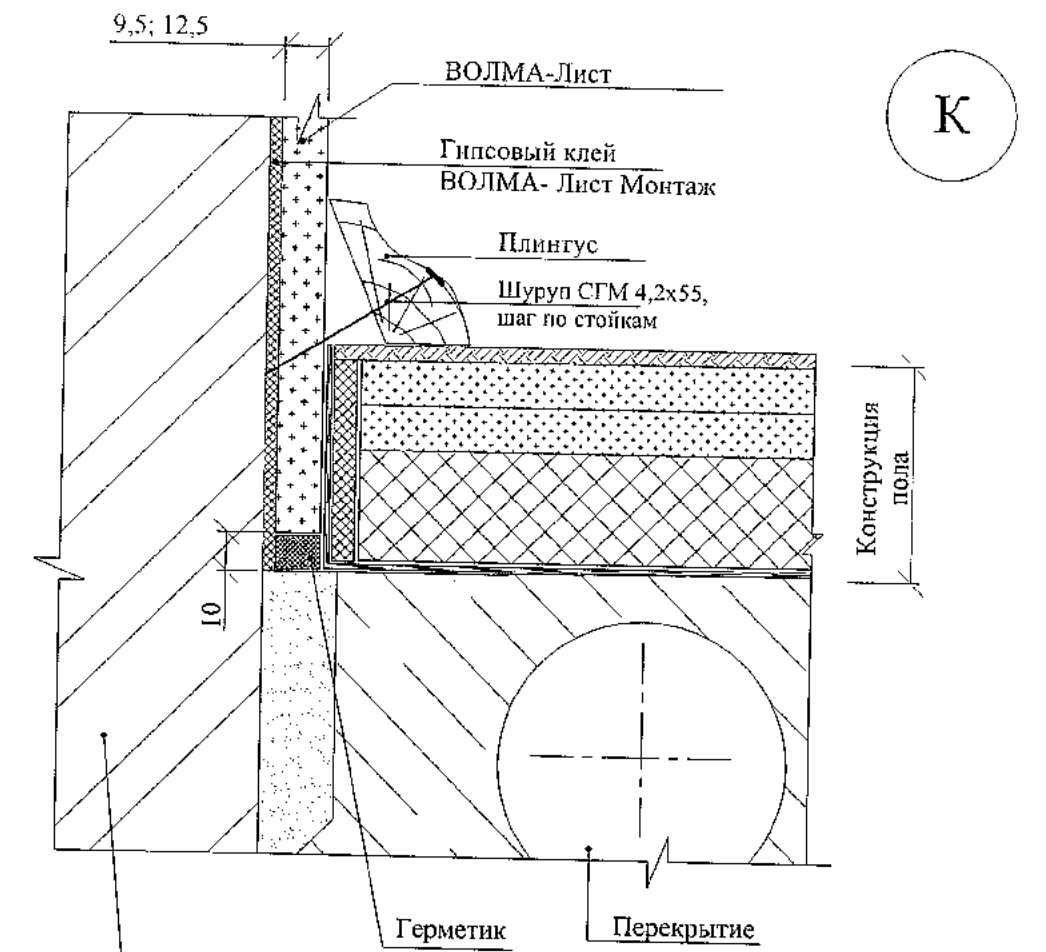 9,5; 12,5
ВОЛМА-Лист
К
Гипсовый клей
ВОЛМА- Лист Монтаж
Плинтус
Шуруп СГМ 4,2х55,
шаг по стойкам
Конструкция
пола
10
Герметик
Перекрытие